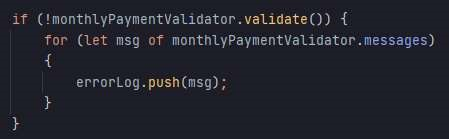 if (!monthlyPaymentValidator.validate()) {
    for (let msg of monthlyPaymentValidator.messages)
    {
        errorLog.push(msg);
    }
}